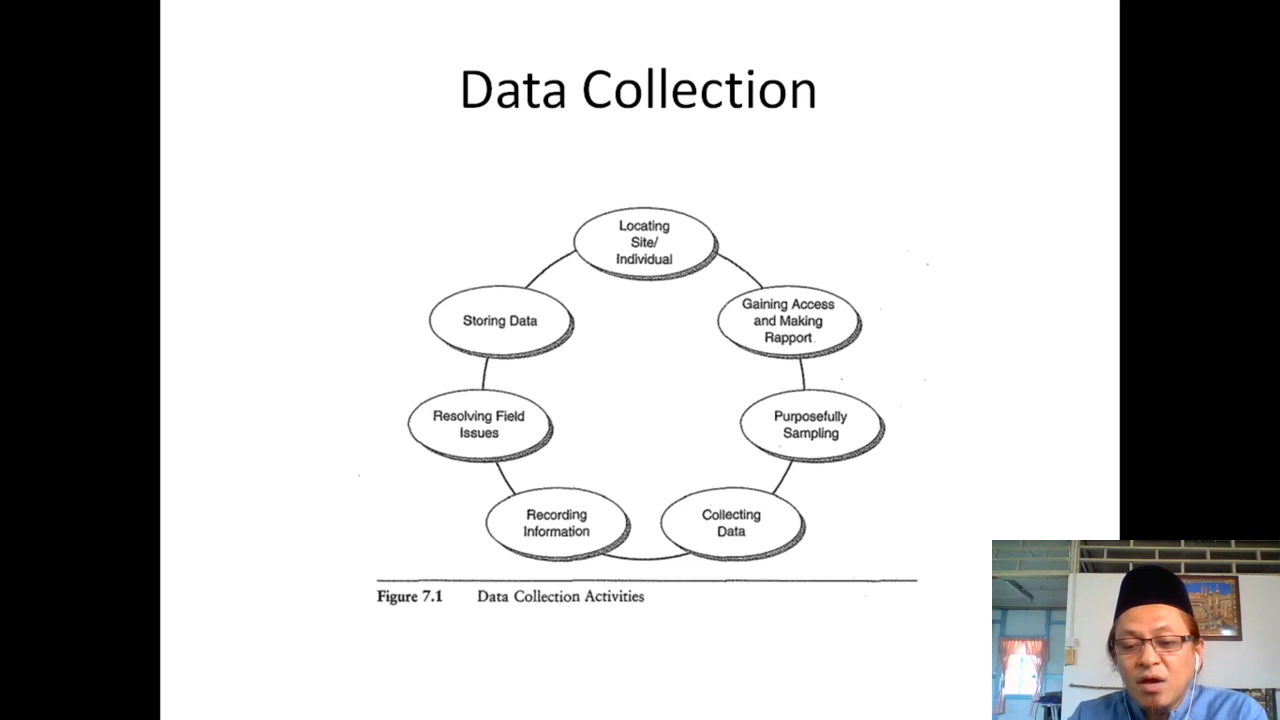 Data Collection
Locating
Site/
Individual
Gaining Access
and Making
Rapport
Purposefully
Sampling
Collecting
Data
Recording
Information
Resolving Field
Issues
Storing Data
Figure 7.1 Data Collection Activities